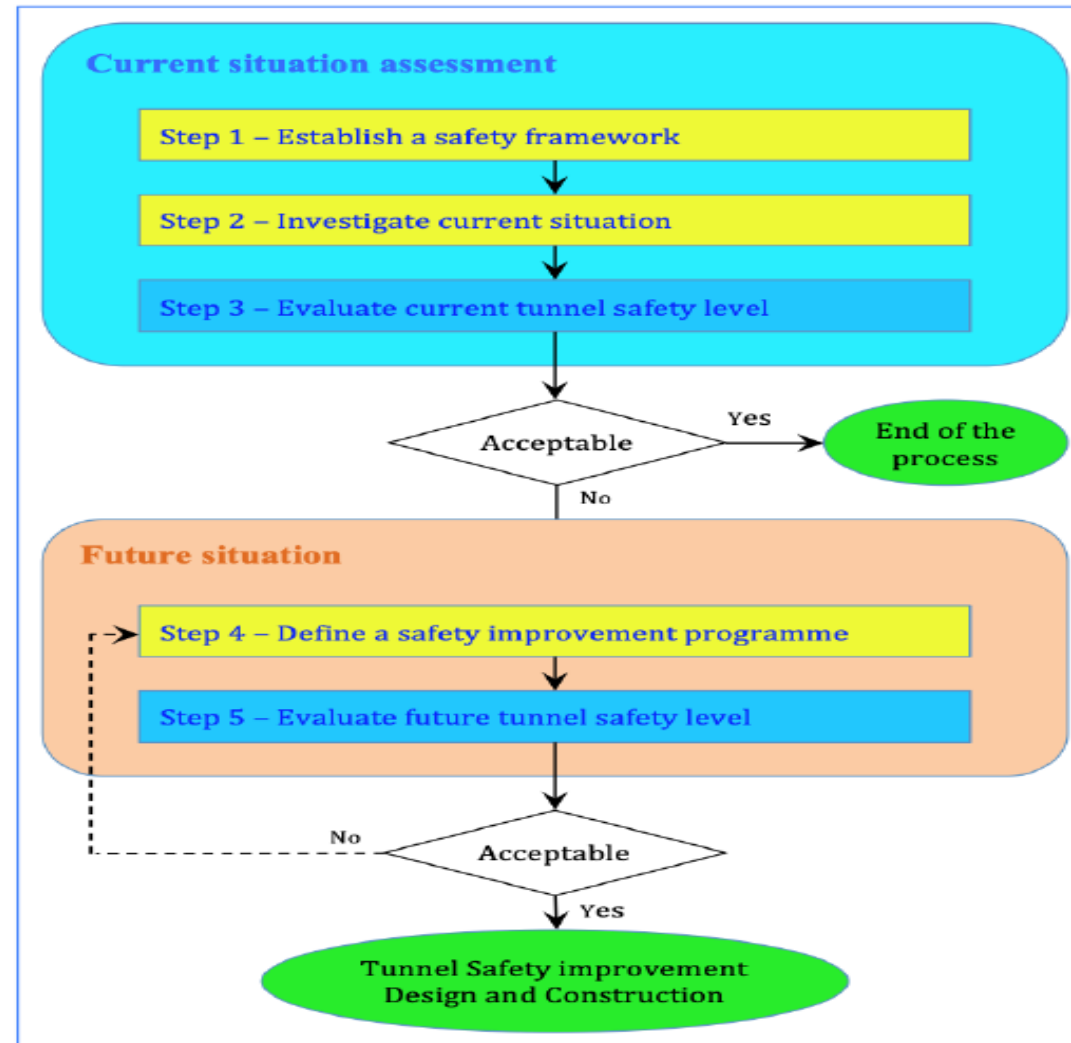 Current situation assessment
Step 1 – Establish a safety framework
Step 2 – Investigate current situation
Step 3 – Evaluate current tunnel safety level
Acceptable
Yes
End of the
process
No
Future situation
Step 4 – Define a safety improvement programme
Step 5 – Evaluate future tunnel safety level
No
Acceptable
Yes
Tunnel Safety improvement
Design and Construction